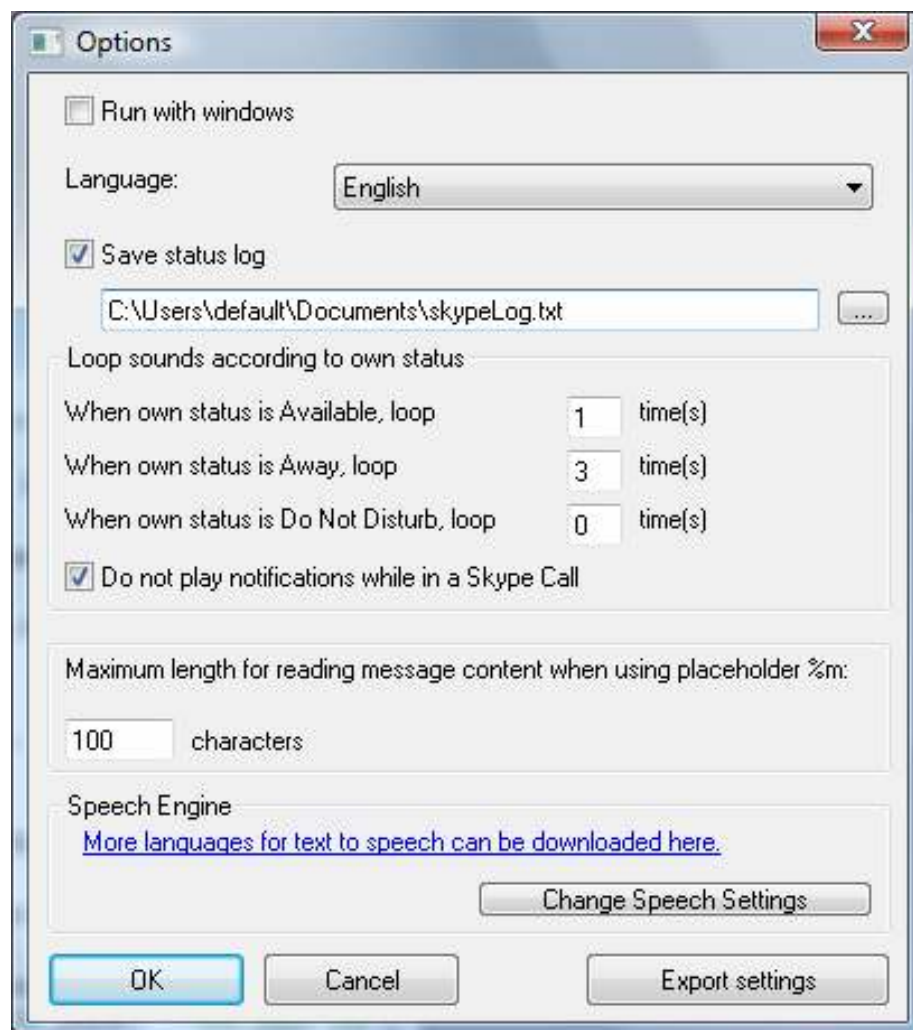 Options
Run with windows
Language: English
Save status log
C:\Users\default\Documents\skypeLog.txt ...
Loop sounds according to own status
When own status is Available, loop 1 time(s)
When own status is Away, loop 3 time(s)
When own status is Do Not Disturb, loop 0 time(s)
Do not play notifications while in a Skype Call
Maximum length for reading message content when using placeholder %m:
100 characters
Speech Engine
More languages for text to speech can be downloaded here.
Change Speech Settings
OK Cancel Export settings